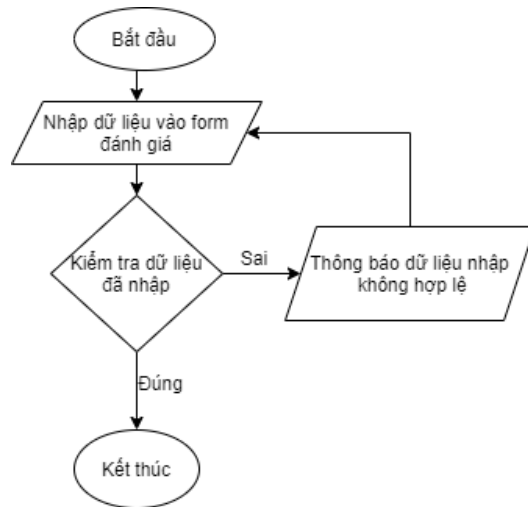 Bắt đầu
Nhập dữ liệu vào form
đánh giá
Kiểm tra dữ liệu
đã nhập
Sai
Thông báo dữ liệu nhập
không hợp lệ
Đúng
Kết thúc